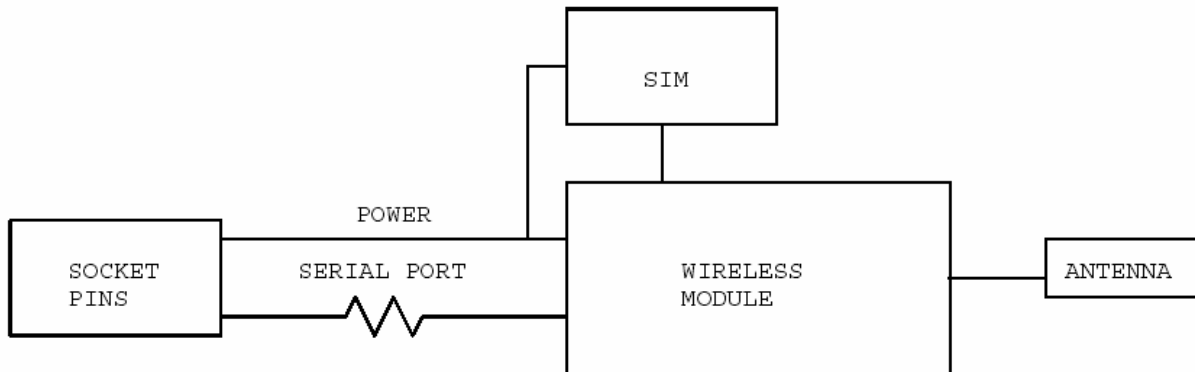 SIM
POWER
SERIAL PORT
SOCKET
PINS
WIRELESS
MODULE
ANTENNA